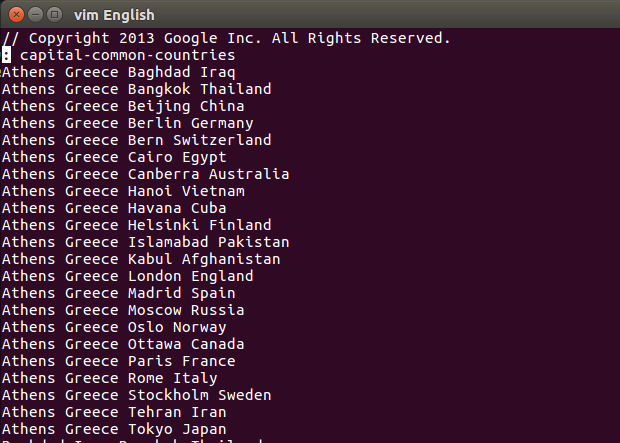 vim English
// Copyright 2013 Google Inc. All Rights Reserved.
: capital-common-countries
Athens Greece Baghdad Iraq
Athens Greece Bangkok Thailand
Athens Greece Beijing China
Athens Greece Berlin Germany
Athens Greece Bern Switzerland
Athens Greece Cairo Egypt
Athens Greece Canberra Australia
Athens Greece Hanoi Vietnam
Athens Greece Havana Cuba
Athens Greece Helsinki Finland
Athens Greece Islamabad Pakistan
Athens Greece Kabul Afghanistan
Athens Greece London England
Athens Greece Madrid Spain
Athens Greece Moscow Russia
Athens Greece Oslo Norway
Athens Greece Ottawa Canada
Athens Greece Paris France
Athens Greece Rome Italy
Athens Greece Stockholm Sweden
Athens Greece Tehran Iran
Athens Greece Tokyo Japan